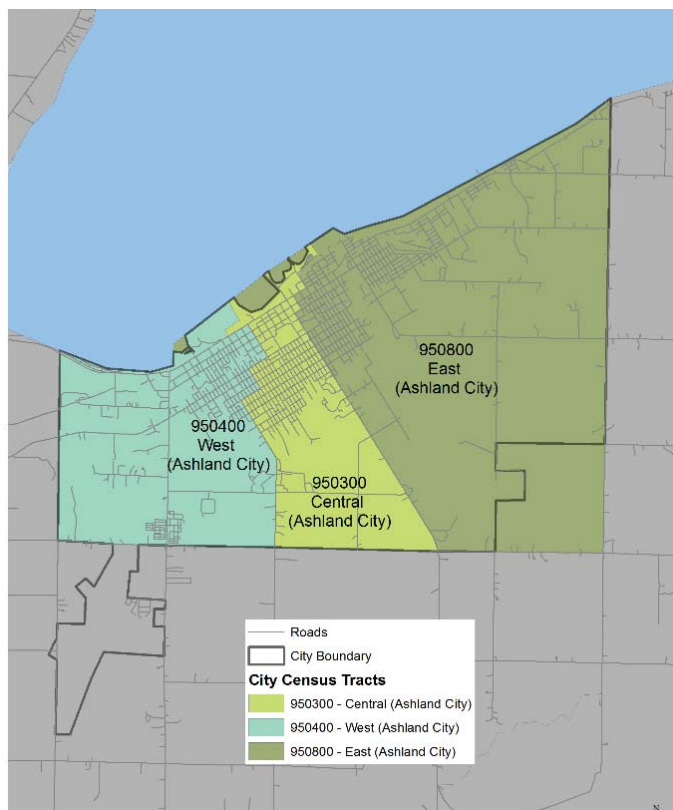 950800
East
(Ashland City)
950400
West
(Ashland City)
950300
Central
(Ashland City)
Roads
City Boundary
City Census Tracts
950300 - Central (Ashland City)
950400 - West (Ashland City)
950800 - East (Ashland City)
N